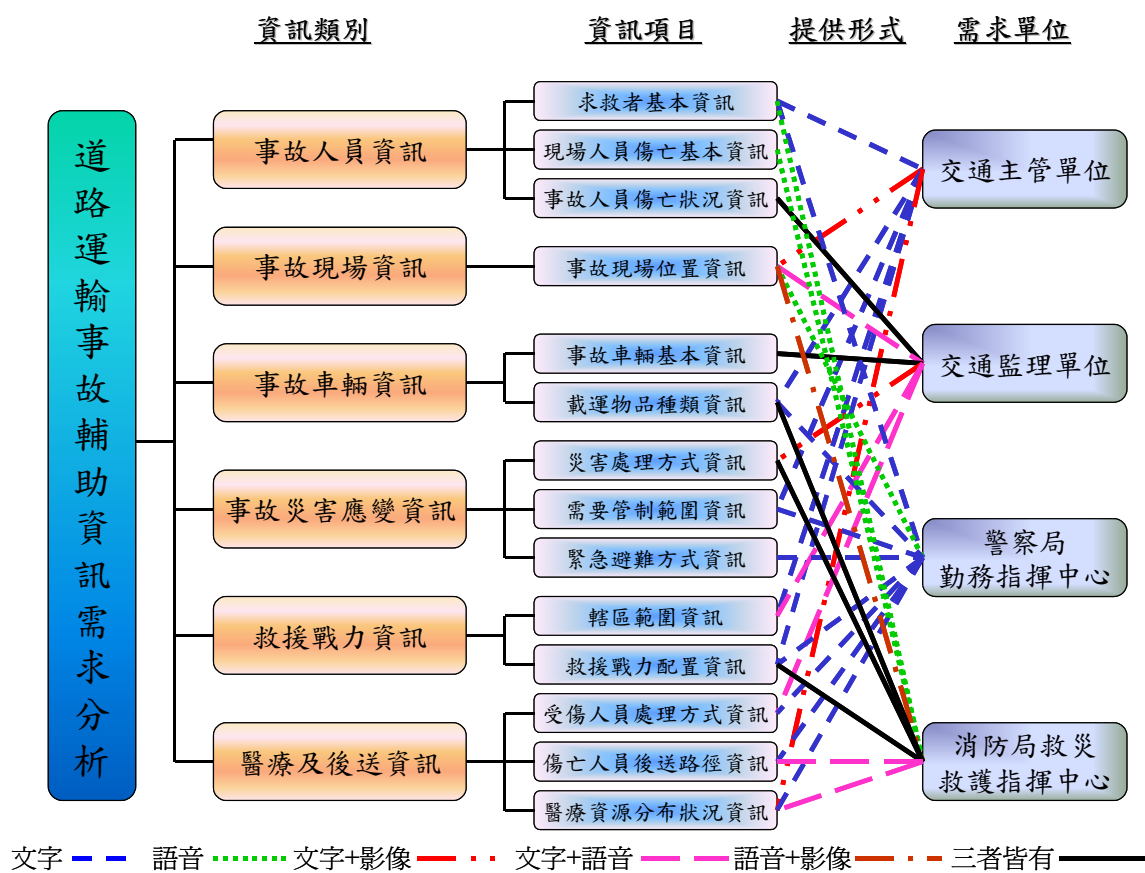 資訊類別 資訊項目 提供形式 需求單位
道路運輸事故輔助資訊需求分析
事故人員資訊
事故現場資訊
事故車輛資訊
事故災害應變資訊
救援戰力資訊
醫療及後送資訊
求救者基本資訊
現場人員傷亡基本資訊
事故人員傷亡狀況資訊
事故現場位置資訊
事故車輛基本資訊
載運物品種類資訊
災害處理方式資訊
需要管制範圍資訊
緊急避難方式資訊
轄區範圍資訊
救援戰力配置資訊
受傷人員處理方式資訊
傷亡人員後送路徑資訊
醫療資源分布狀況資訊
交通主管單位
交通監理單位
警察局
勤務指揮中心
消防局救災
救護指揮中心
文字 語音 文字+影像 文字+語音 語音+影像 三者皆有